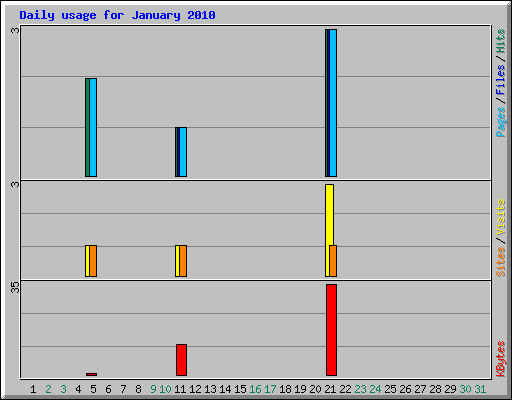 Daily usage for January 2010
3
3
35
Pages/Files/Hits
Sites/Visits
KBytes
1 2 3 4 5 6 7 8 9 10 11 12 13 14 15 16 17 18 19 20 21 22 23 24 25 26 27 28 29 30 31